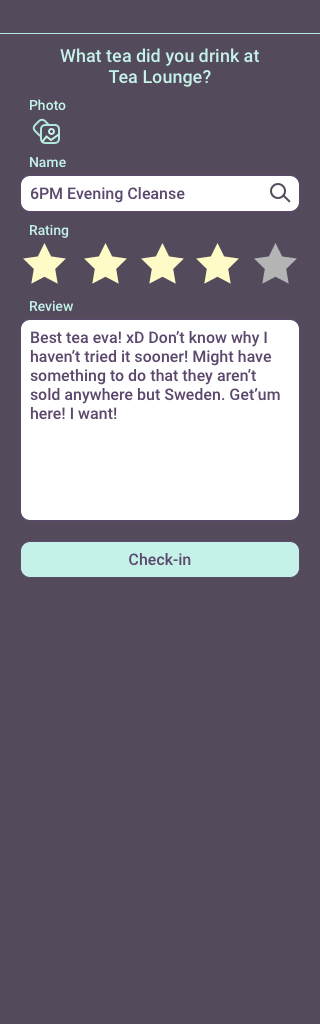 What tea did you drink at
Tea Lounge?
Photo
Name
6PM Evening Cleanse
Rating
Review
Best tea eva! xD Don’t know why I
haven’t tried it sooner! Might have
something to do that they aren’t
sold anywhere but Sweden. Get’um
here! I want!
Check-in